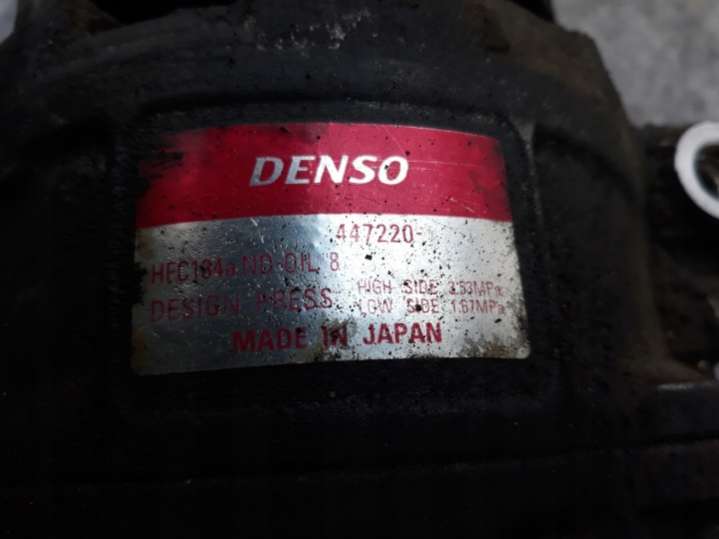 DENSO
447220-
HFC134a ND-OIL 8
DESIGN PRESS. HIGH SIDE 3.53MPa
LOW SIDE 1.67MPa
MADE IN JAPAN